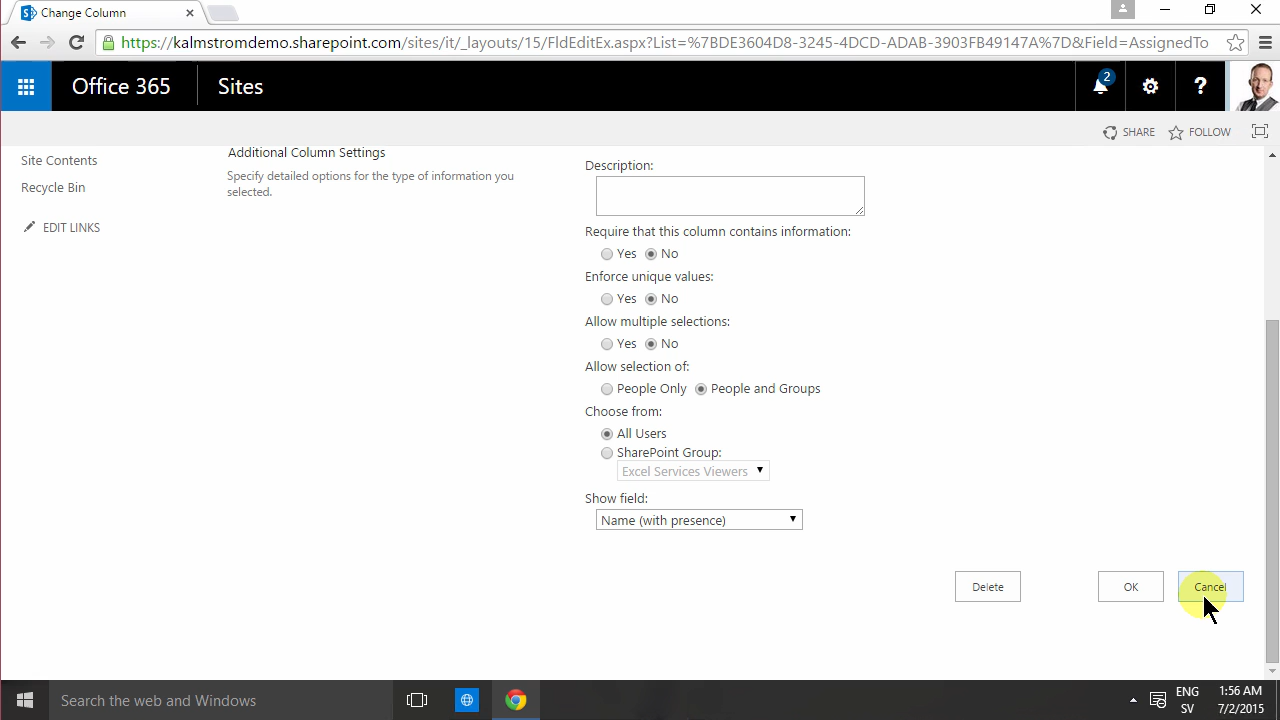 Change Column
https://kalmstromdemo.sharepoint.com/sites/it/_layouts/15/FldEditEx.aspx?List=%7BDE3604D8-3245-4DCD-ADAB-3903FB49147A%7D&Field=AssignedTo
Office 365 Sites 2 ?
SHARE FOLLOW
Site Contents
Recycle Bin
EDIT LINKS
Additional Column Settings
Specify detailed options for the type of information you
selected.
Description:
Require that this column contains information:
Yes No
Enforce unique values:
Yes No
Allow multiple selections:
Yes No
Allow selection of:
People Only People and Groups
Choose from:
All Users
SharePoint Group:
Excel Services Viewers
Show field:
Name (with presence)
Delete OK Cancel
Search the web and Windows
ENG 1:56 AM
SV 7/2/2015